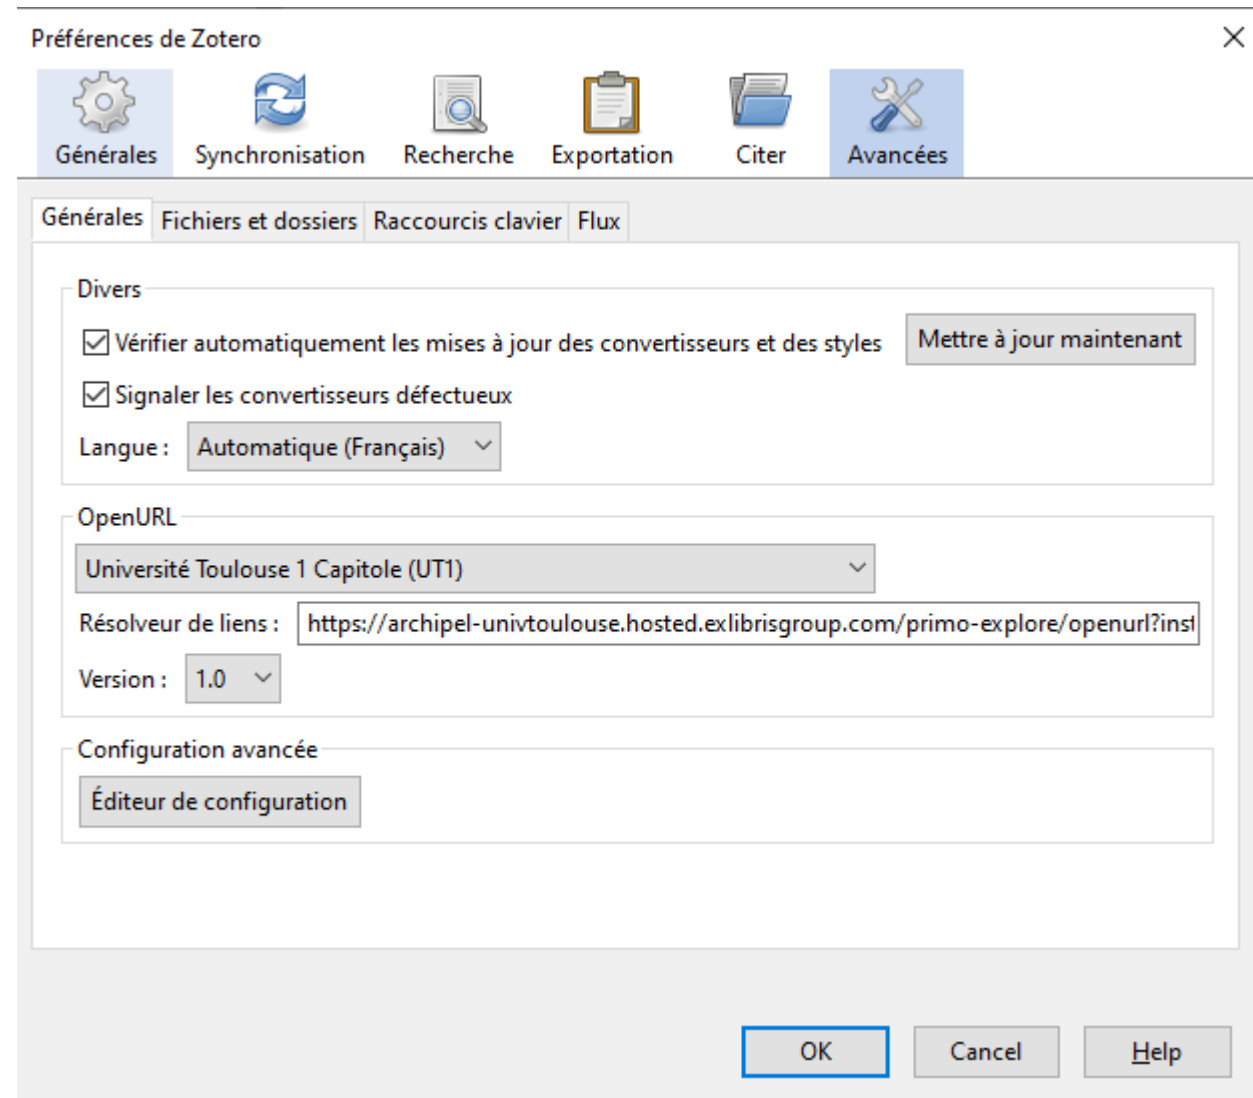 Préférences de Zotero
Générales Synchronisation Recherche Exportation Citer Avancées
Générales Fichiers et dossiers Raccourcis clavier Flux
Divers
Vérifier automatiquement les mises à jour des convertisseurs et des styles Mettre à jour maintenant
Signaler les convertisseurs défectueux
Langue : Automatique (Français)
OpenURL
Université Toulouse 1 Capitole (UT1)
Résolveur de liens : https://archipel-univtoulouse.hosted.exlibrisgroup.com/primo-explore/openurl?inst
Version : 1.0
Configuration avancée
Éditeur de configuration
OK Cancel Help